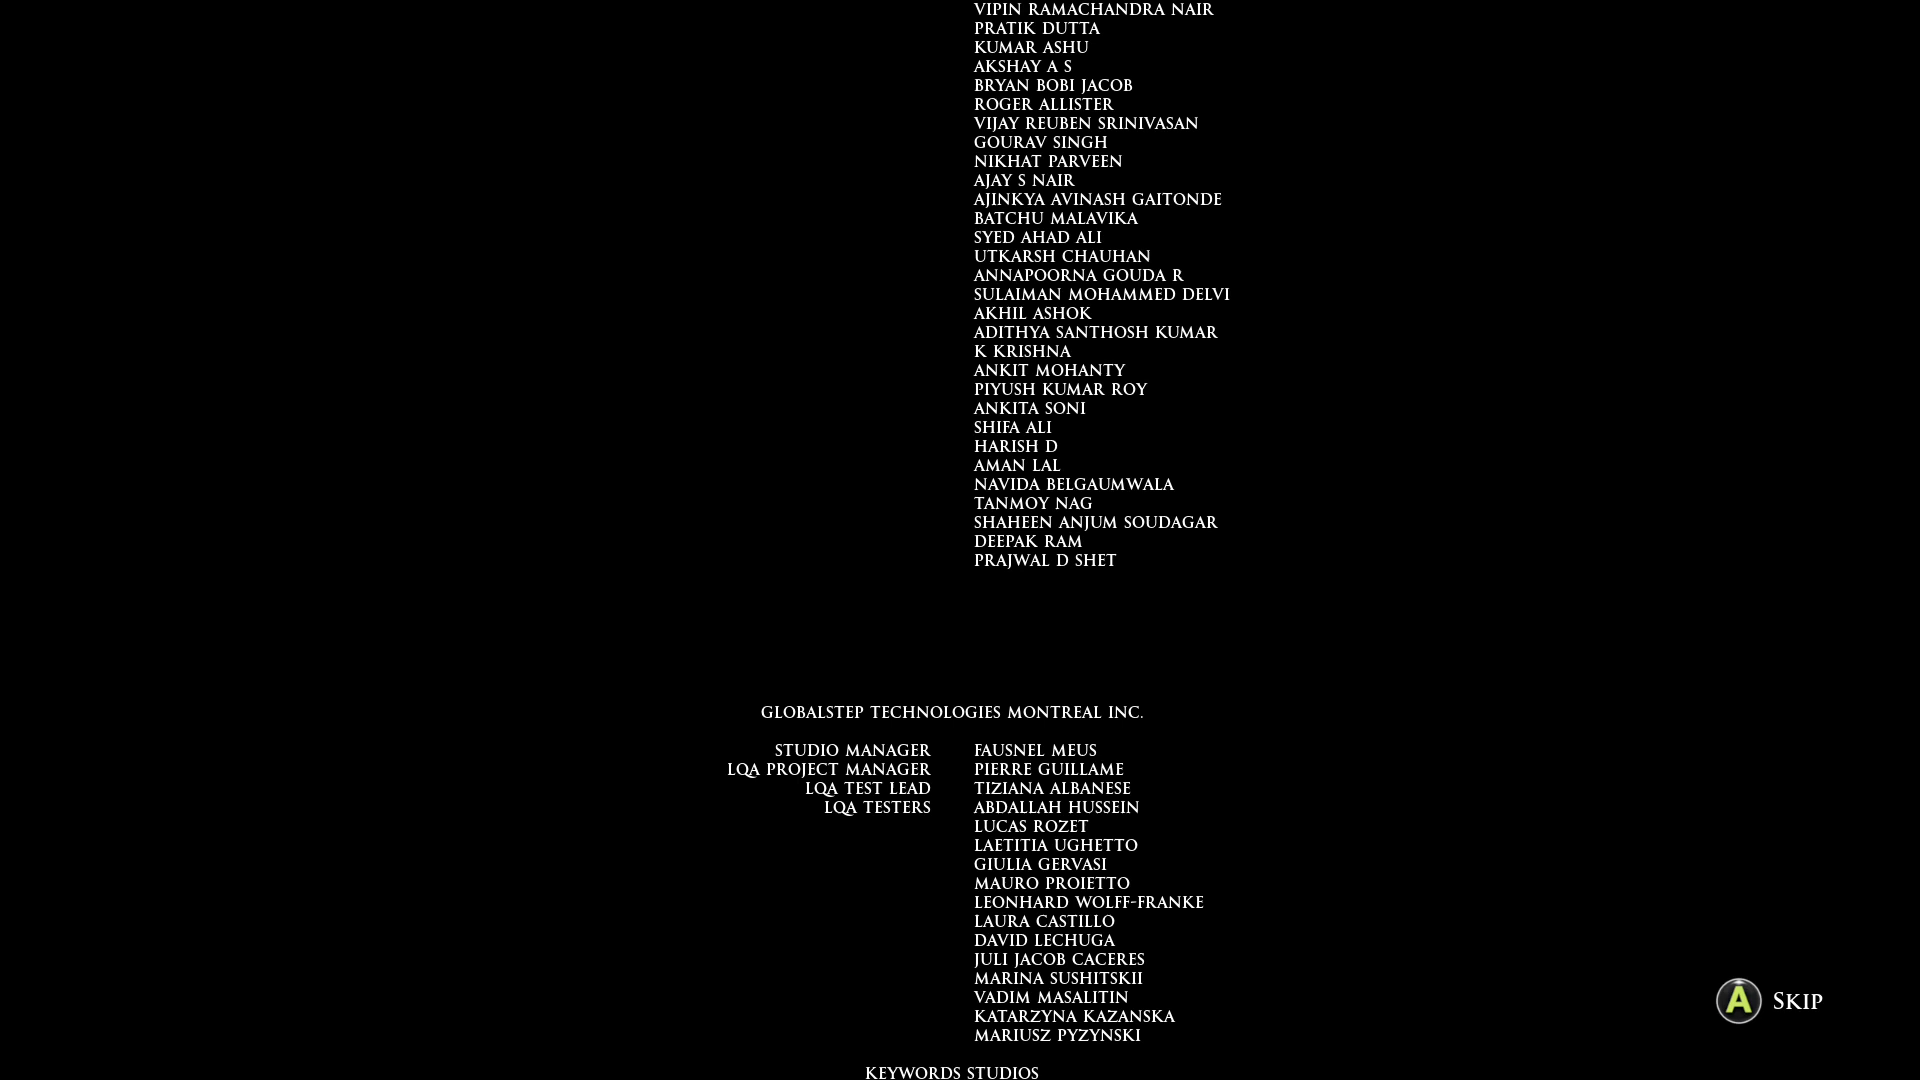 VIPIN RAMACHANDRA NAIR
PRATIK DUTTA
KUMAR ASHU
AKSHAY A S
BRYAN BOBI JACOB
ROGER ALLISTER
VIJAY REUBEN SRINIVASAN
GOURAV SINGH
NIKHAT PARVEEN
AJAY S NAIR
AJINKYA AVINASH GAITONDE
BATCHU MALAVIKA
SYED AHAD ALI
UTKARSH CHAUHAN
ANNAPOORNA GOUDA R
SULAIMAN MOHAMMED DELVI
AKHIL ASHOK
ADITHYA SANTHOSH KUMAR
K KRISHNA
ANKIT MOHANTY
PIYUSH KUMAR ROY
ANKITA SONI
SHIFA ALI
HARISH D
AMAN LAL
NAVIDA BELGAUMWALA
TANMOY NAG
SHAHEEN ANJUM SOUDAGAR
DEEPAK RAM
PRAJWAL D SHET
GLOBALSTEP TECHNOLOGIES MONTREAL INC.
STUDIO MANAGER FAUSNEL MEUS
LQA PROJECT MANAGER PIERRE GUILLAME
LQA TEST LEAD TIZIANA ALBANESE
LQA TESTERS ABDALLAH HUSSEIN
LUCAS ROZET
LAETITIA UGHETTO
GIULIA GERVASI
MAURO PROIETTO
LEONHARD WOLFF-FRANKE
LAURA CASTILLO
DAVID LECHUGA
JULI JACOB CACERES
MARINA SUSHITSKII
VADIM MASALITIN
KATARZYNA KAZANSKA
MARIUSZ PYZYNSKI
KEYWORDS STUDIOS
A SKIP